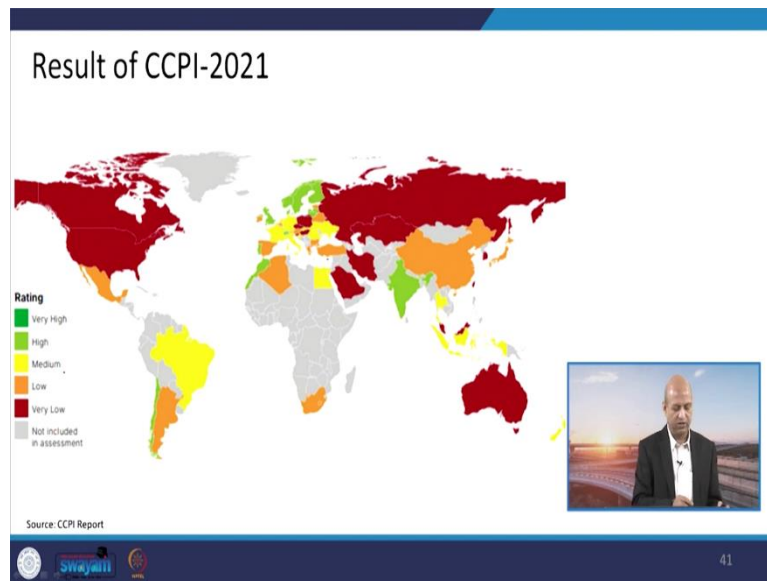 Result of CCPI-2021
Rating
Very High
High
Medium
Low
Very Low
Not included
in assessment
Source: CCPI Report
swayam
41